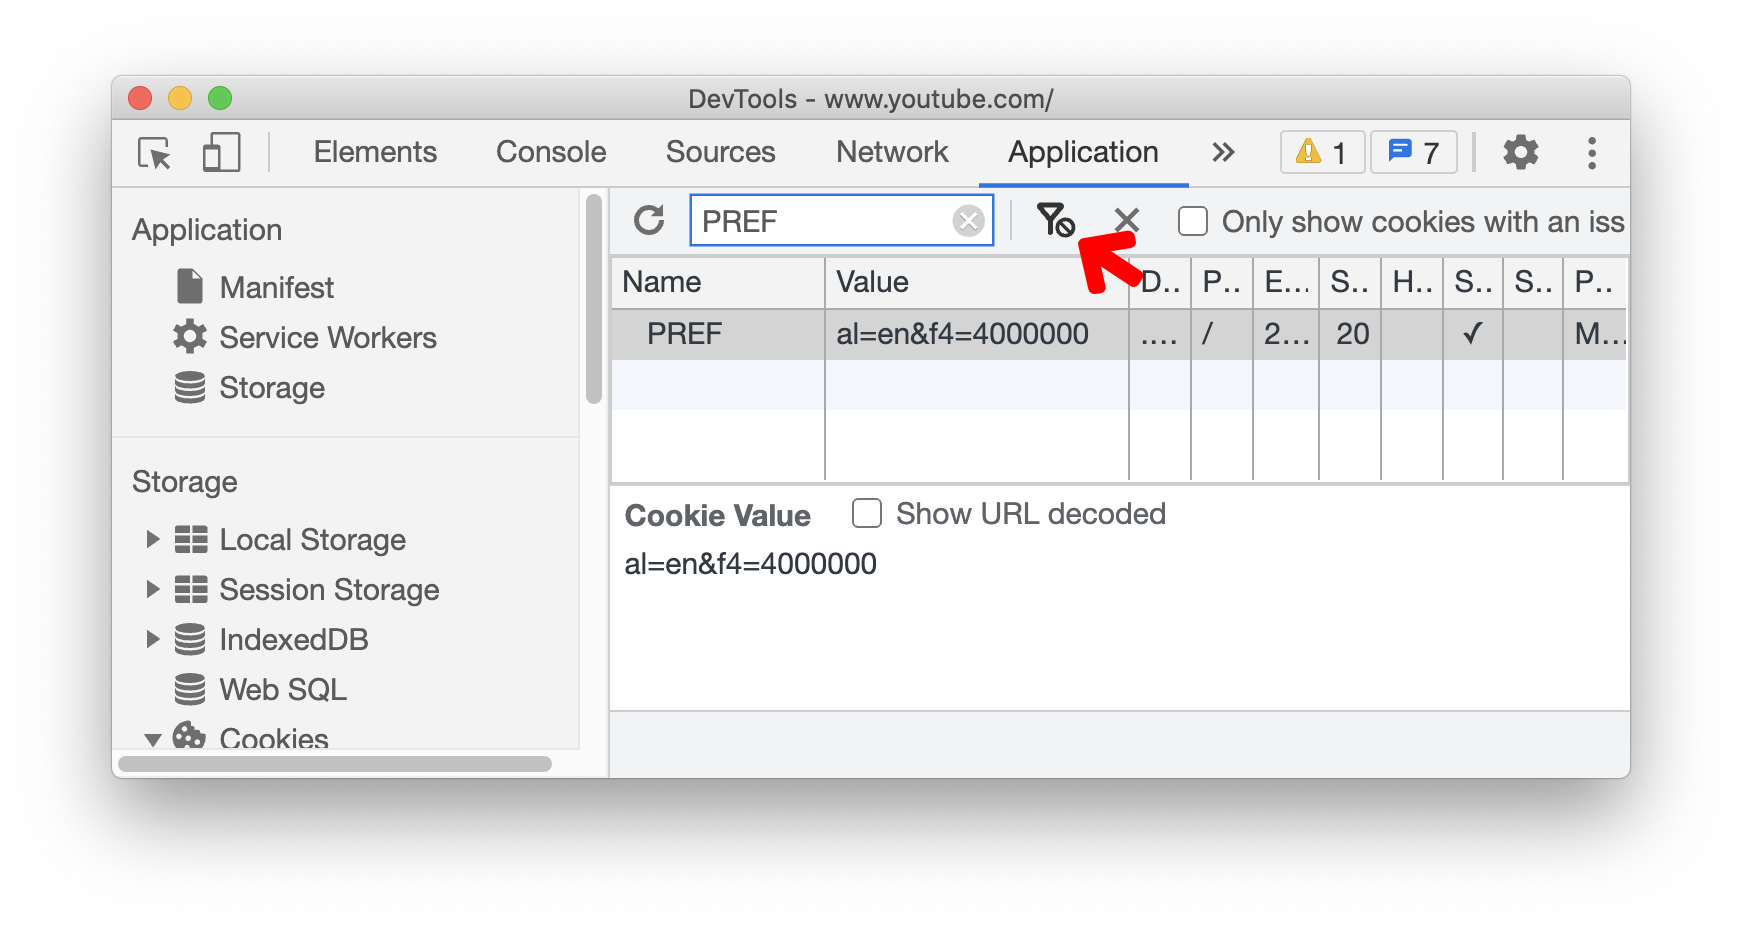 DevTools - www.youtube.com/
Elements Console Sources Network Application 1 7
Application
Manifest
Service Workers
Storage
Storage
Local Storage
Session Storage
IndexedDB
Web SQL
Cookies
PREF Only show cookies with an iss
Name Value D.. P.. E... S.. H.. S.. S.. P..
PREF al=en&f4=4000000 .... / 2... 20 ✓ M...
Cookie Value Show URL decoded
al=en&f4=4000000